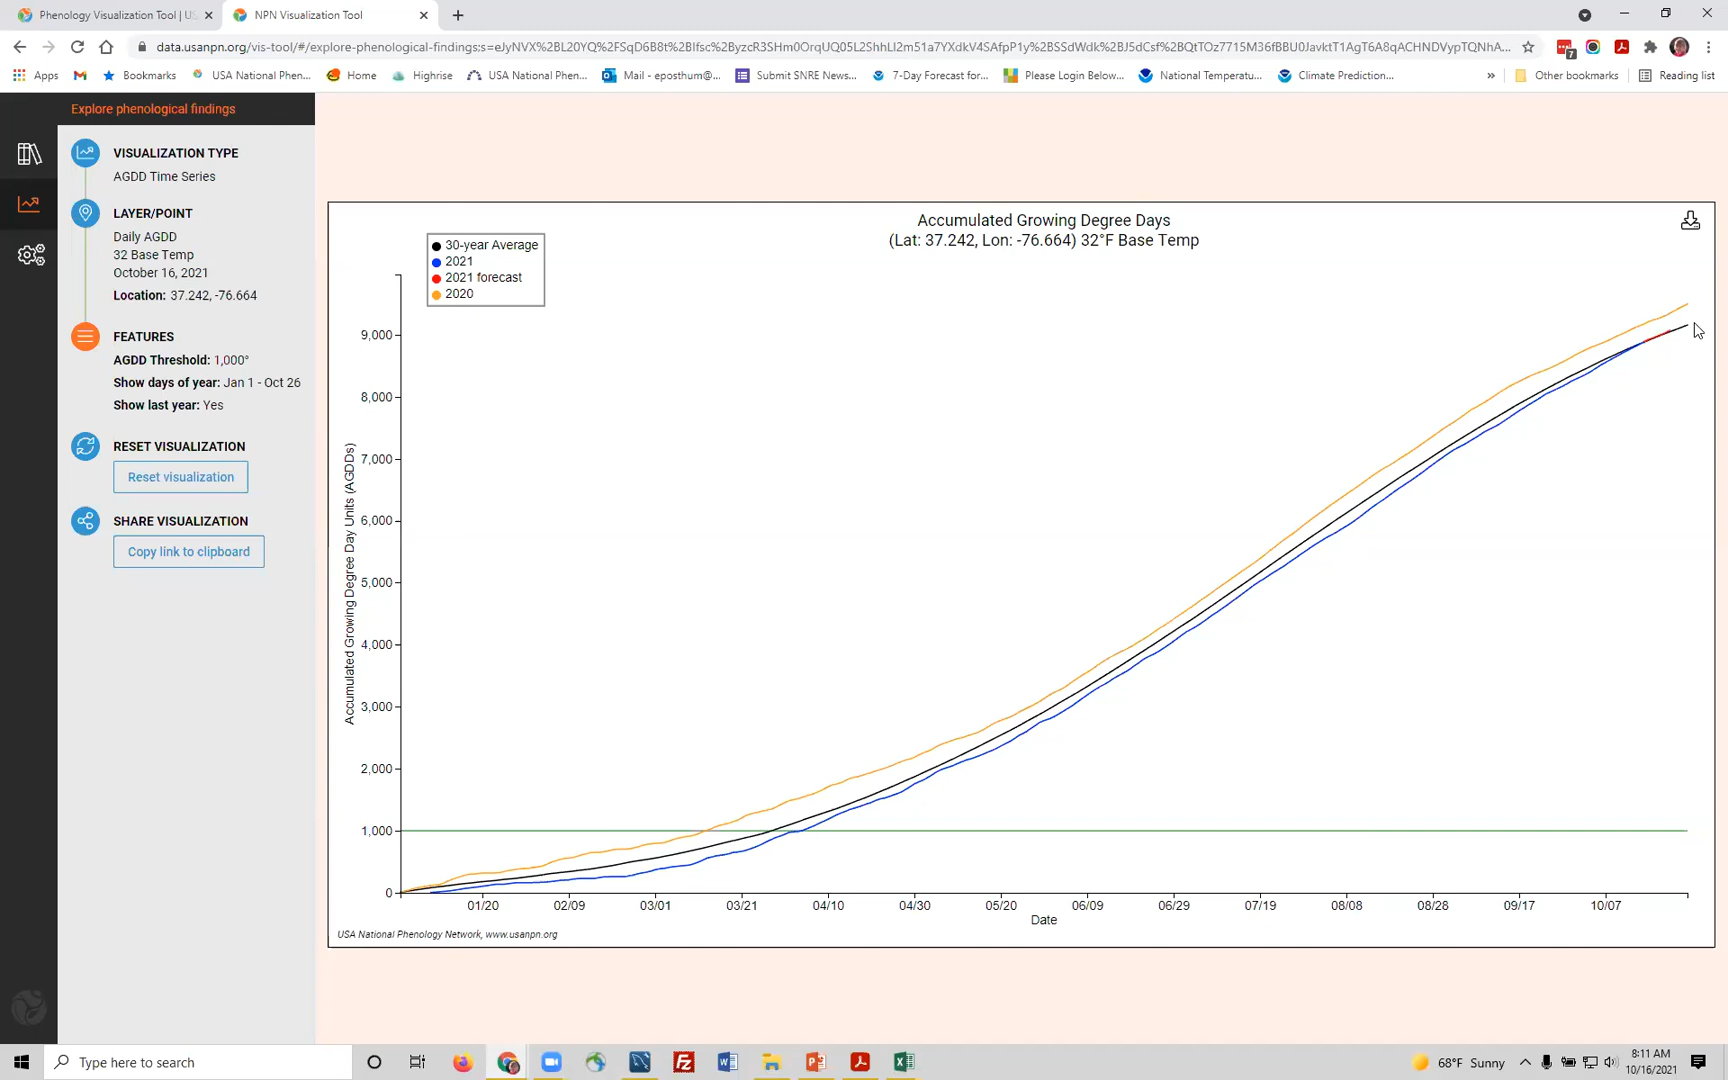 Phenology Visualization Tool | US
NPN Visualization Tool
data.usanpn.org/vis-tool/#/explore-phenological-findings;s=eJyNVX%2BL20YQ%2FSqD6B8t%2BIfsc%2ByzcR3SHm0OrqUQ05L2ShhLI2m51a7YXdkV4SAfpP1y%2BSSdWdk%2BJ5dCsf%2BQtTOz7715M36fBBU0JavktT1AgT6A8qACHNDVypTQNhHA...
7
Apps
Bookmarks
USA National Phen...
Home
Highrise
USA National Phen...
Mail - eposthum@...
Submit SNRE News...
7-Day Forecast for...
Please Login Below...
National Temperatu...
Climate Prediction...
»
Other bookmarks
Reading list
Explore phenological findings
VISUALIZATION TYPE
AGDD Time Series
LAYER/POINT
Daily AGDD
32 Base Temp
October 16, 2021
Location: 37.242, -76.664
FEATURES
AGDD Threshold: 1,000°
Show days of year: Jan 1 - Oct 26
Show last year: Yes
RESET VISUALIZATION
Reset visualization
SHARE VISUALIZATION
Copy link to clipboard
Accumulated Growing Degree Days
(Lat: 37.242, Lon: -76.664) 32°F Base Temp
30-year Average
2021
2021 forecast
2020
Accumulated Growing Degree Day Units (AGDDs)
9,000
8,000
7,000
6,000
5,000
4,000
3,000
2,000
1,000
0
01/20 02/09 03/01 03/21 04/10 04/30 05/20 06/09 06/29 07/19 08/08 08/28 09/17 10/07
Date
USA National Phenology Network, www.usanpn.org
Type here to search
68°F Sunny
8:11 AM
10/16/2021